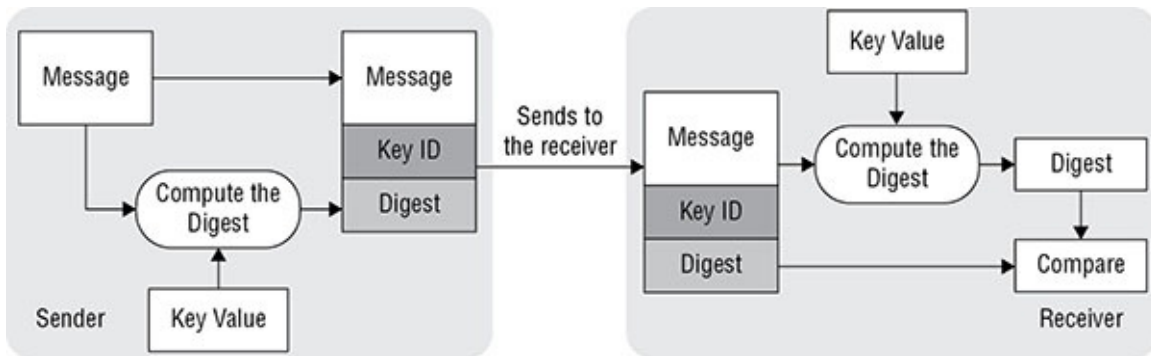 Message
Message
Key ID
Digest
Compute the
Digest
Key Value
Sender
Sends to
the receiver
Key Value
Message
Key ID
Digest
Compute the
Digest
Digest
Compare
Receiver